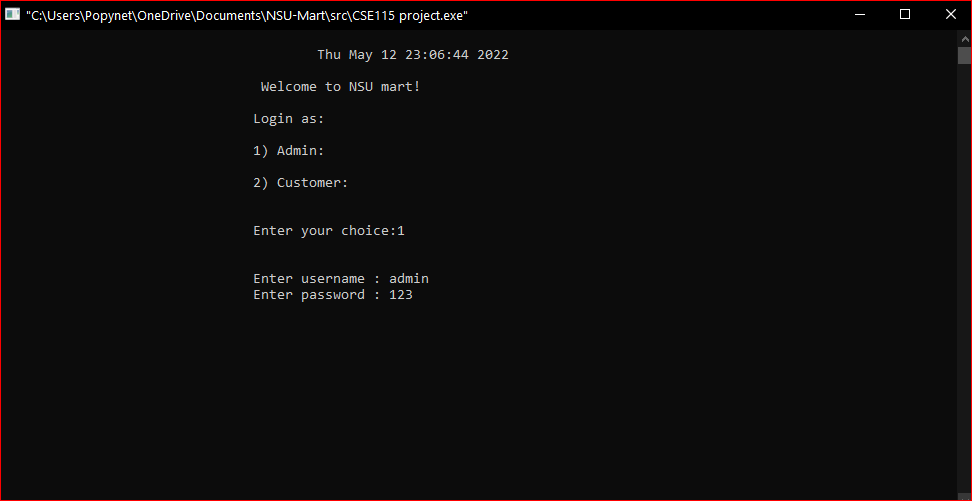 "C:\Users\Popynet\OneDrive\Documents\NSU-Mart\src\CSE115 project.exe"
Thu May 12 23:06:44 2022
Welcome to NSU mart!
Login as:
1) Admin:
2) Customer:
Enter your choice:1
Enter username : admin
Enter password : 123